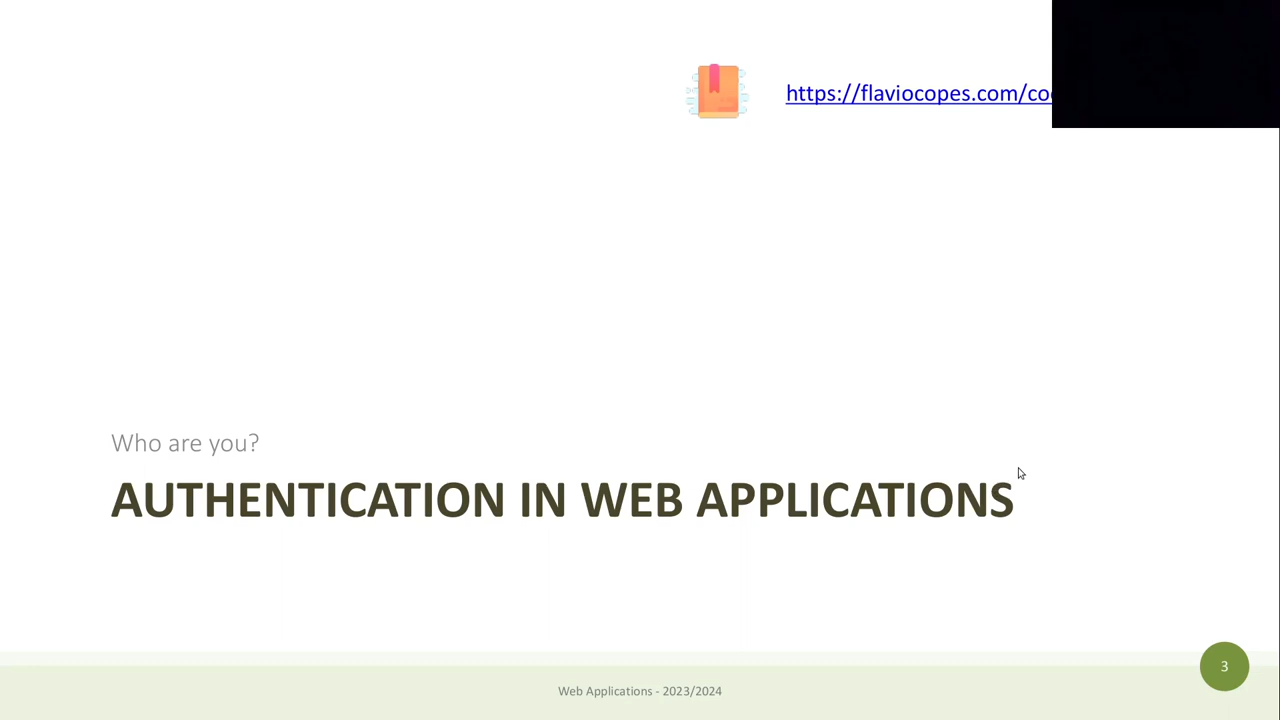 https://flaviocopes.com/co
Who are you?
AUTHENTICATION IN WEB APPLICATIONS
3
Web Applications - 2023/2024